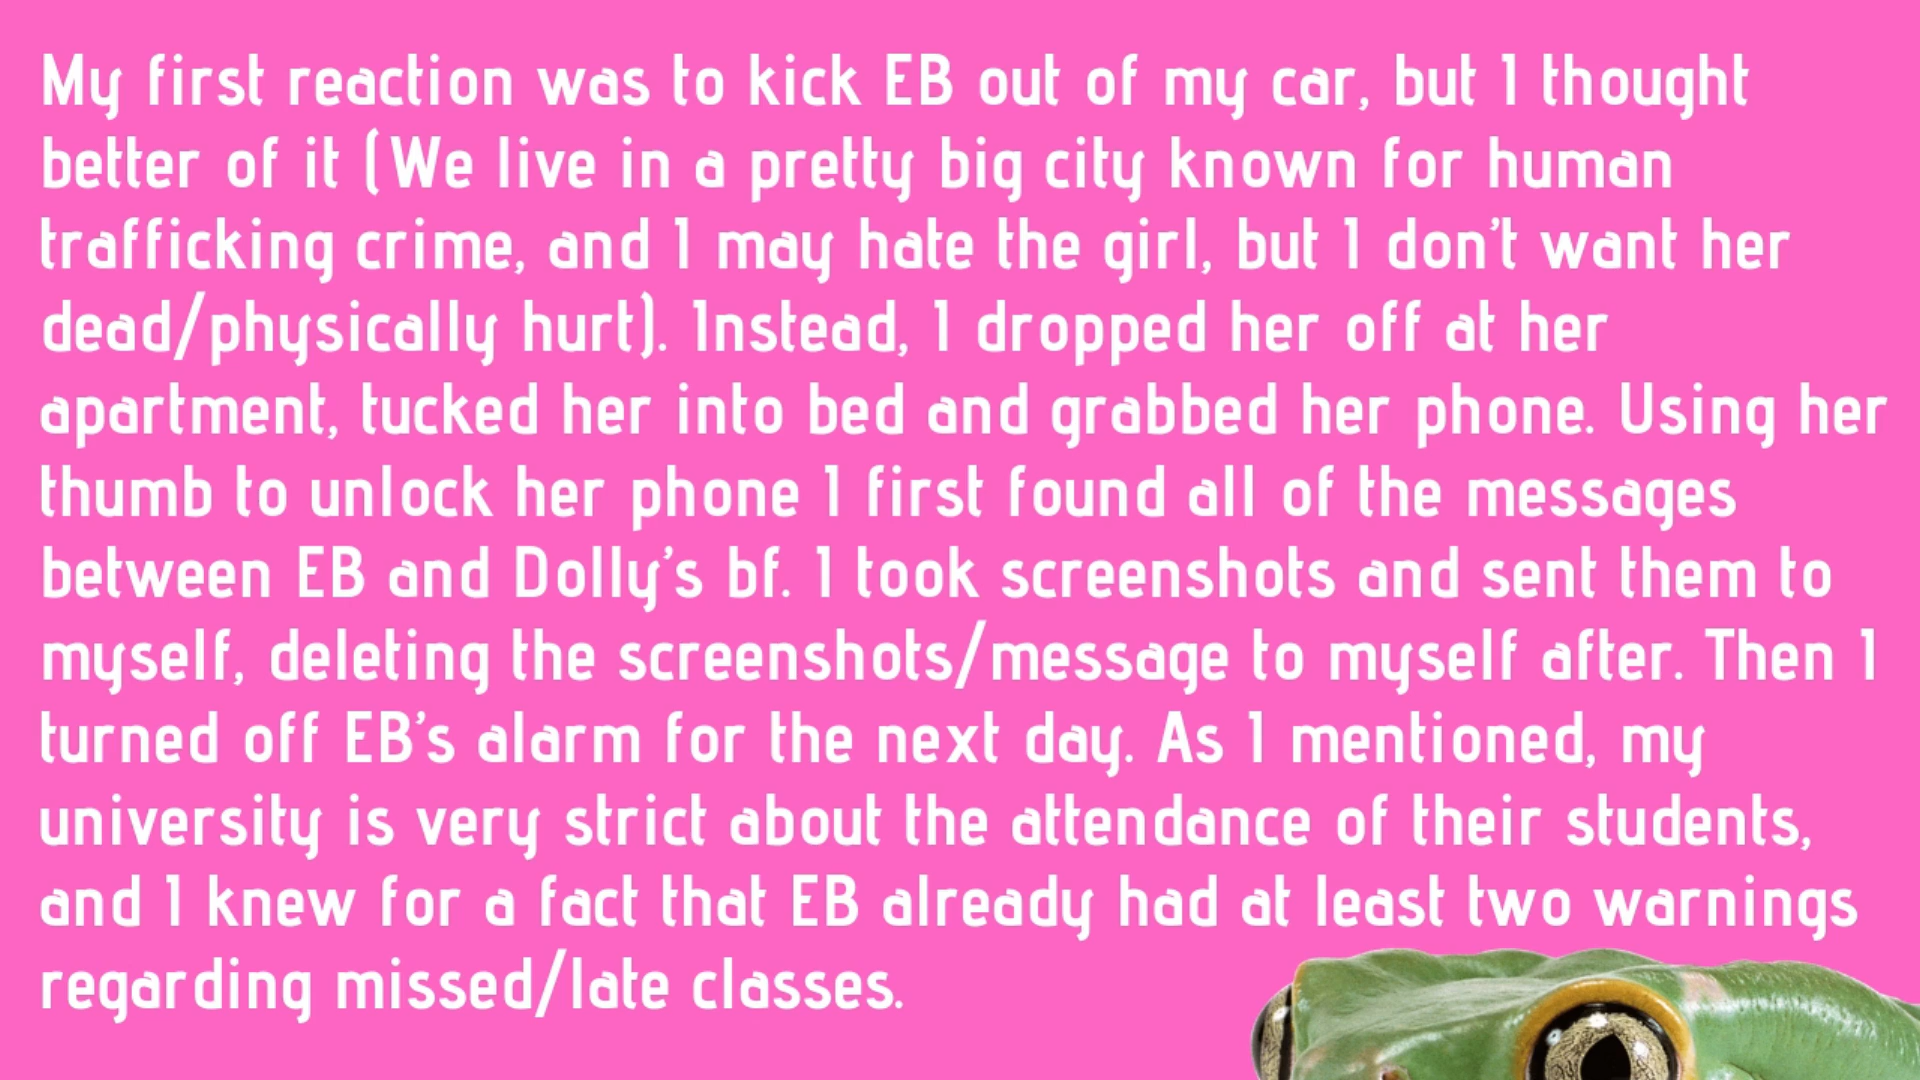 My first reaction was to kick EB out of my car, but I thought
better of it (We live in a pretty big city known for human
trafficking crime, and I may hate the girl, but I don't want her
dead/physically hurt). Instead, I dropped her off at her
apartment, tucked her into bed and grabbed her phone. Using her
thumb to unlock her phone I first found all of the messages
between EB and Dolly's bf. I took screenshots and sent them to
myself, deleting the screenshots/message to myself after. Then I
turned off EB's alarm for the next day. As I mentioned, my
university is very strict about the attendance of their students,
and I knew for a fact that EB already had at least two warnings
regarding missed/late classes.